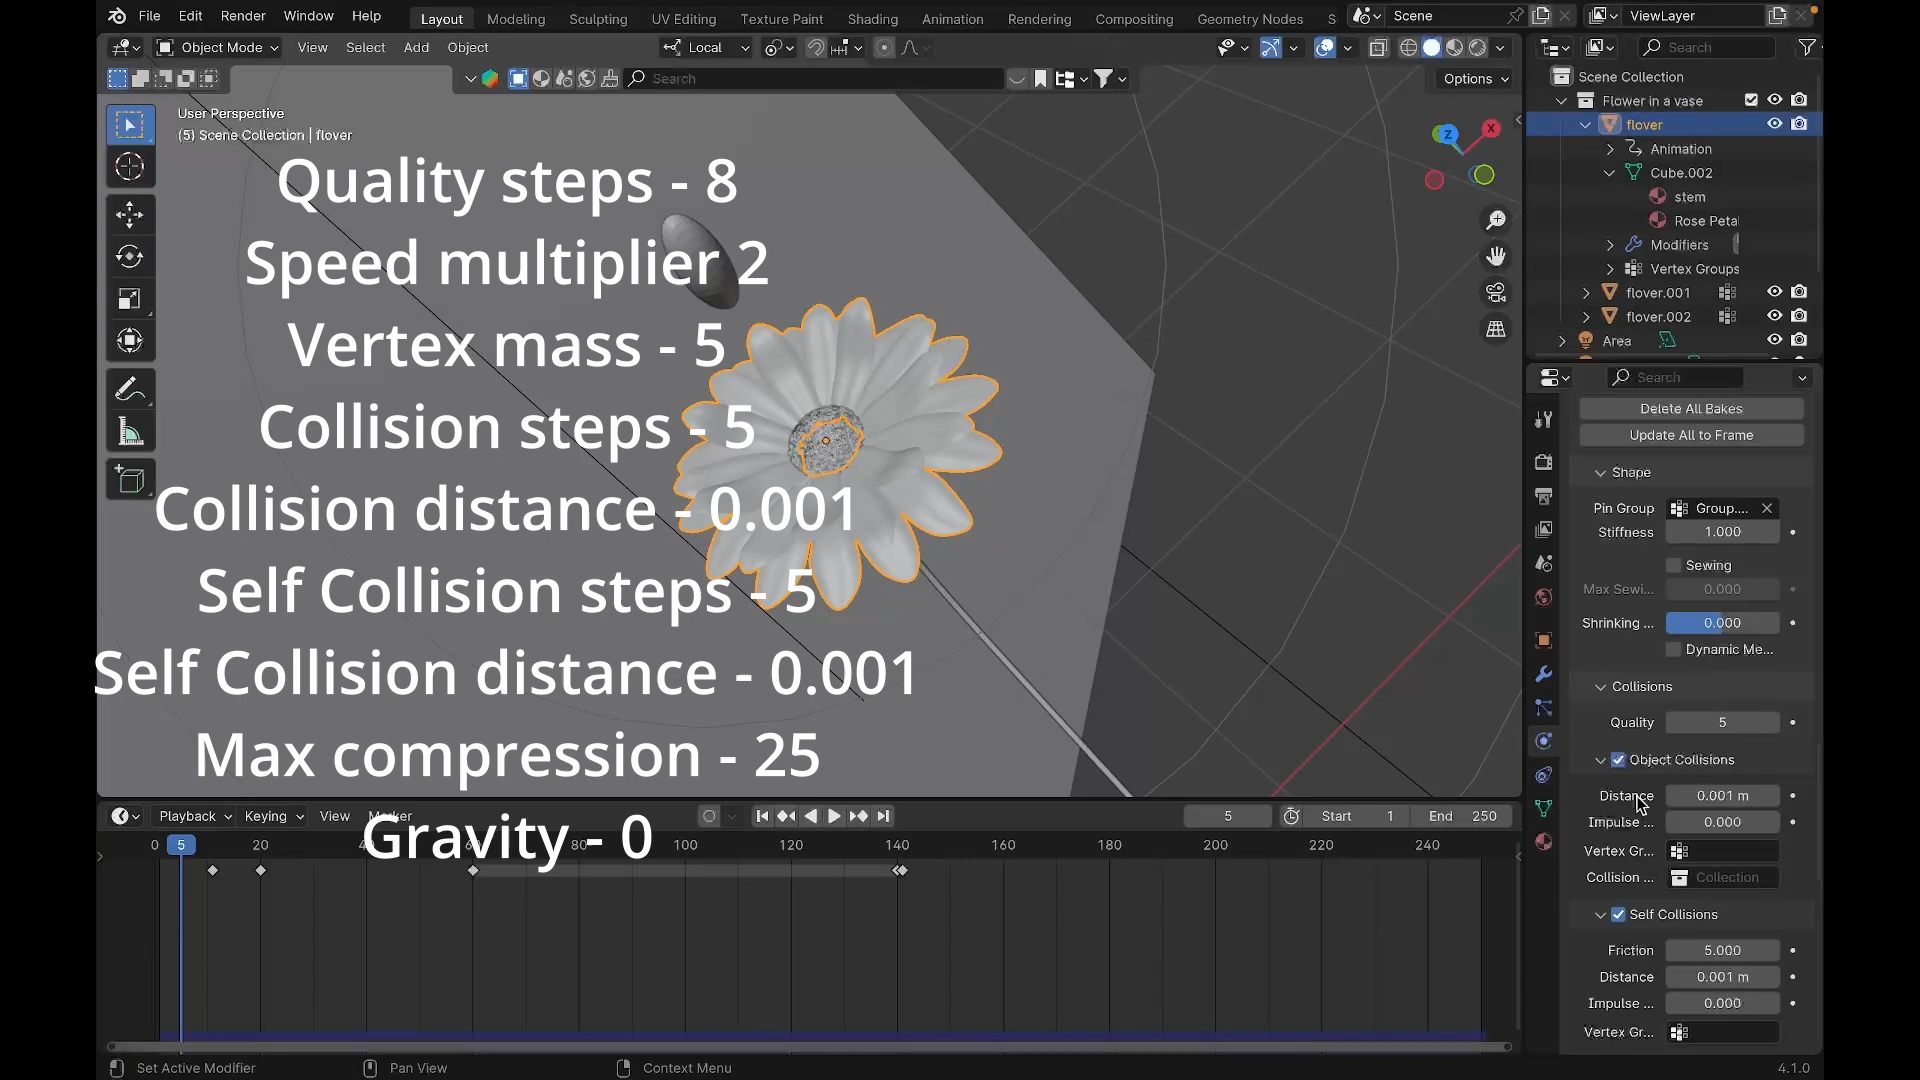 File Edit Render Window Help Layout Modeling Sculpting UV Editing Texture Paint Shading Animation Rendering Compositing Geometry Nodes S Scene ViewLayer
Object Mode View Select Add Object Local Search
Search Options
User Perspective
(5) Scene Collection | flover
Quality steps - 8
Speed multiplier 2
Vertex mass - 5
Collision steps - 5
Collision distance - 0.001
Self Collision steps - 5
Self Collision distance - 0.001
Max compression - 25
Gravity - 0
Z
X
Scene Collection
Flower in a vase
flover
Animation
Cube.002
stem
Rose Peta
Modifiers
Vertex Groups
flover.001
flover.002
Area
Search
Delete All Bakes
Update All to Frame
Shape
Pin Group Group....
Stiffness 1.000
Sewing
Max Sewi... 0.000
Shrinking ... 0.000
Dynamic Me...
Collisions
Quality 5
Object Collisions
Distance 0.001 m
Impulse ... 0.000
Vertex Gr...
Collision ... Collection
Self Collisions
Friction 5.000
Distance 0.001 m
Impulse ... 0.000
Vertex Gr...
Playback Keying View Marker 5 Start 1 End 250
0 5 20 80 100 120 140 160 180 200 220 240
Set Active Modifier Pan View Context Menu 4.1.0